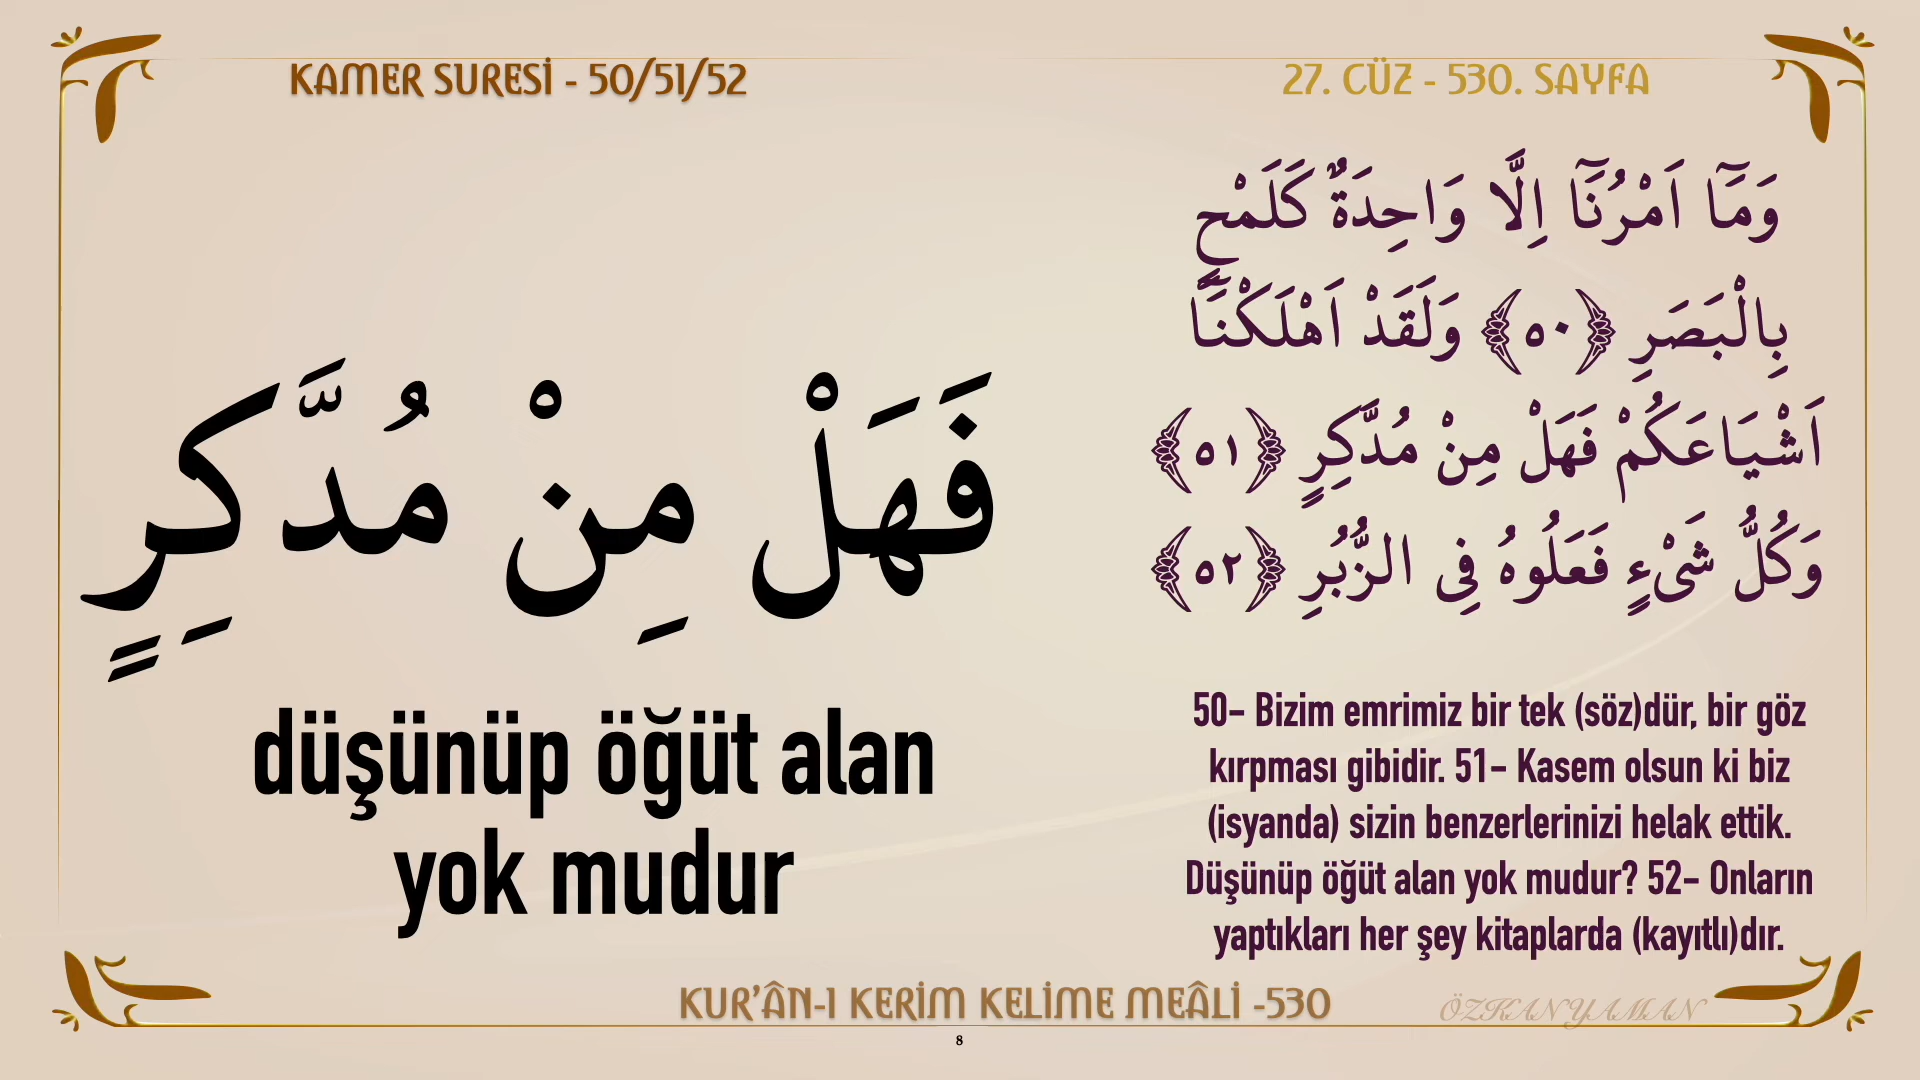 KAMER SURESİ - 50/51/52
27. CÜZ - 530. SAYFA
وَمَٓا اَمْرُنَٓا اِلَّا وَاحِدَةٌ كَلَمْحٍ
بِالْبَصَرِ ﴿٥٠﴾ وَلَقَدْ اَهْلَكْنَٓا
اَشْيَاعَكُمْ فَهَلْ مِنْ مُدَّكِرٍ ﴿٥١﴾
وَكُلُّ شَىْءٍ فَعَلُوهُ فِى الزُّبُرِ ﴿٥٢﴾
فَهَلْ مِنْ مُدَّكِرٍ
düşünüp öğüt alan
yok mudur
50– Bizim emrimiz bir tek (söz)dür, bir göz
kırpması gibidir. 51– Kasem olsun ki biz
(isyanda) sizin benzerlerinizi helak ettik.
Düşünüp öğüt alan yok mudur? 52– Onların
yaptıkları her şey kitaplarda (kayıtlı)dır.
KUR’ÂN-I KERİM KELİME MEÂLİ -530
ÖZKAN YAMAN
8